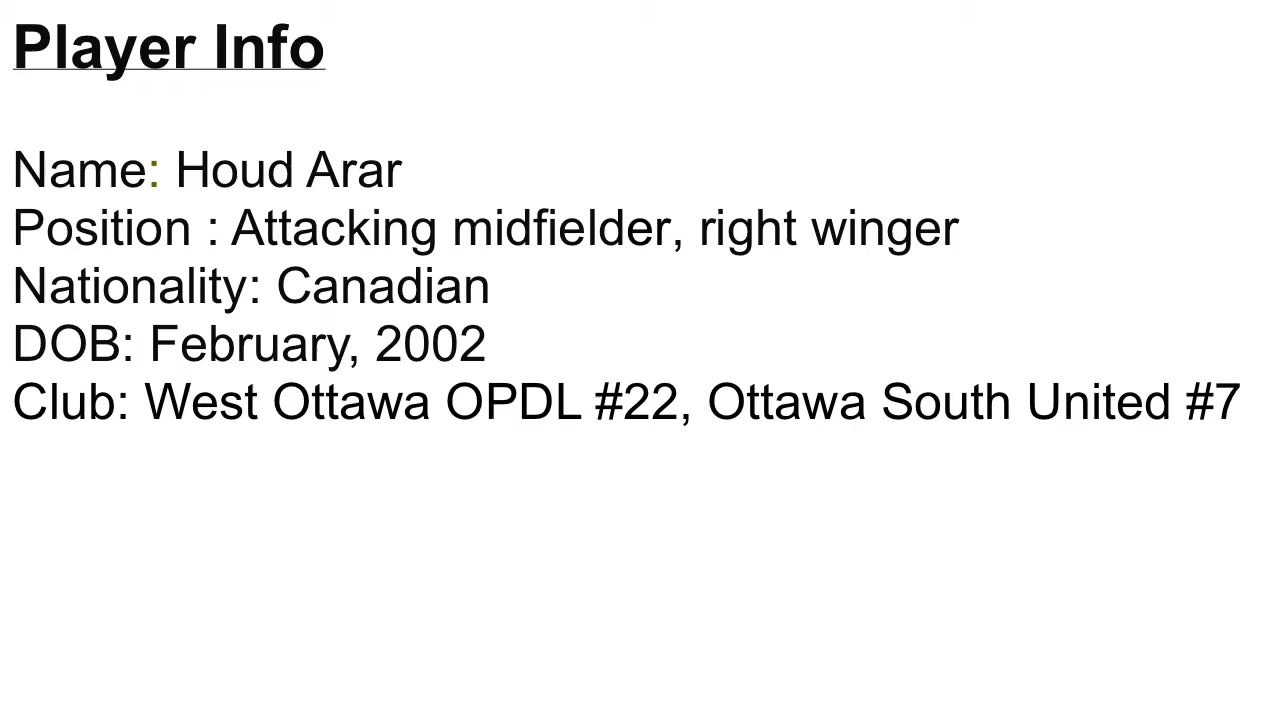 Player Info
Name: Houd Arar
Position : Attacking midfielder, right winger
Nationality: Canadian
DOB: February, 2002
Club: West Ottawa OPDL #22, Ottawa South United #7